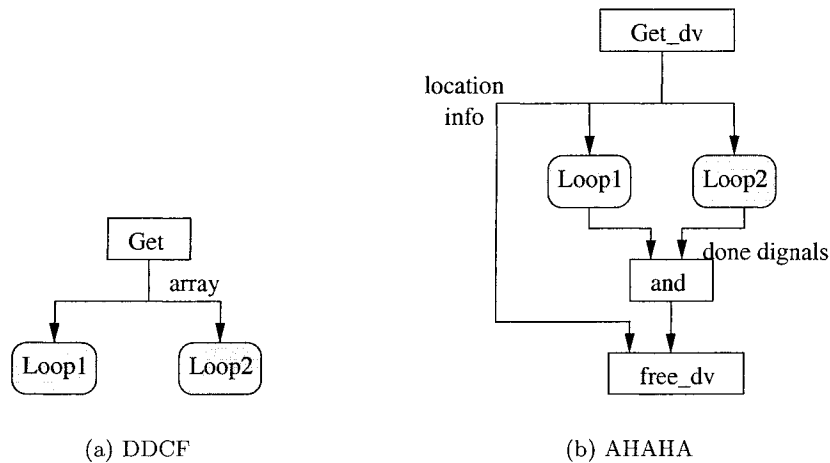 Get
array
Loop1
Loop2
(a) DDCF
Get_dv
location
info
Loop1
Loop2
done dignals
and
free_dv
(b) AHAHA